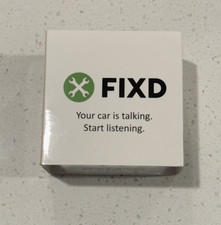 FIXD
Your car is talking.
Start listening.